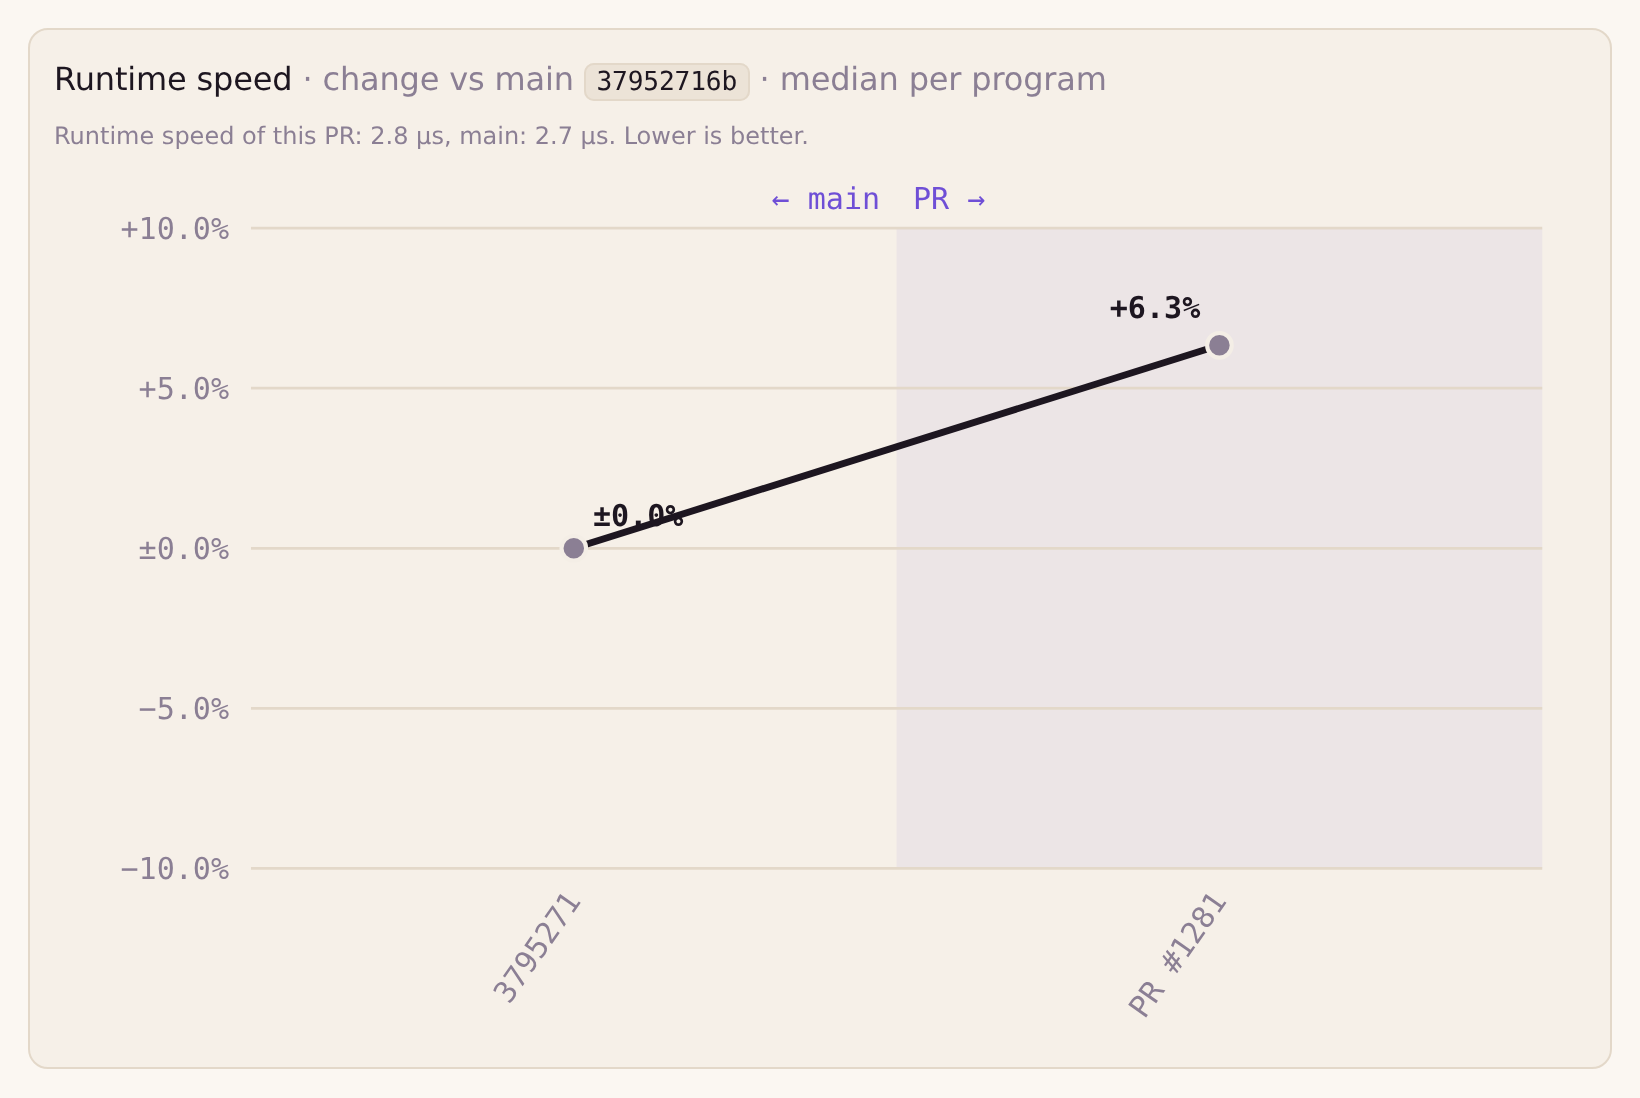 Runtime speed · change vs main 37952716b · median per program
Runtime speed of this PR: 2.8 µs, main: 2.7 µs. Lower is better.
← main PR →
+10.0%
+6.3%
+5.0%
±0.0%
±0.0%
−5.0%
−10.0%
3795271
PR #1281